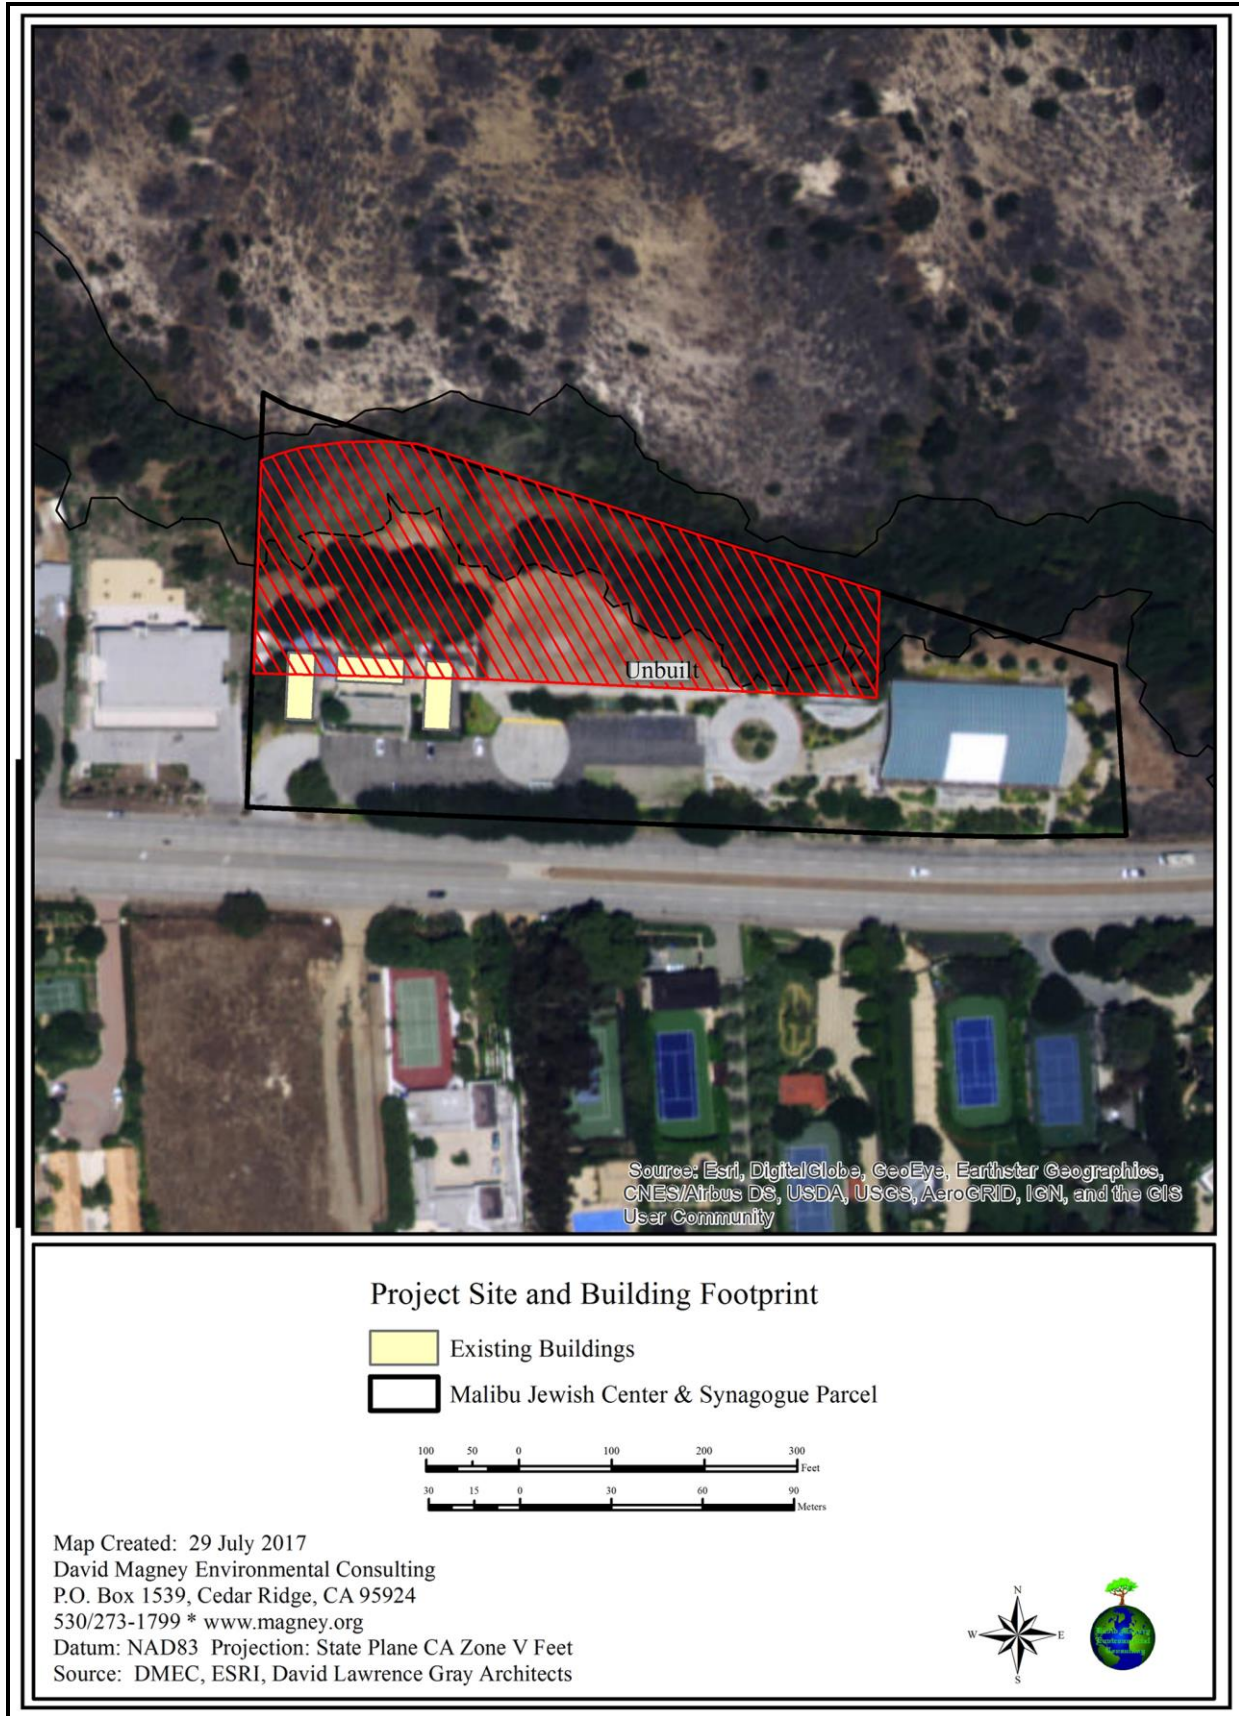 Unbuilt
Source: Esri, DigitalGlobe, GeoEye, Earthstar Geographics,
CNES/Airbus DS, USDA, USGS, AeroGRID, IGN, and the GIS
User Community
Project Site and Building Footprint
Existing Buildings
Malibu Jewish Center & Synagogue Parcel
100 50 0 100 200 300
Feet
30 15 0 30 60 90
Meters
Map Created: 29 July 2017
David Magney Environmental Consulting
P.O. Box 1539, Cedar Ridge, CA 95924
530/273-1799 * www.magney.org
Datum: NAD83 Projection: State Plane CA Zone V Feet
Source: DMEC, ESRI, David Lawrence Gray Architects
N
W E
S
David Magney
Environmental
Consulting